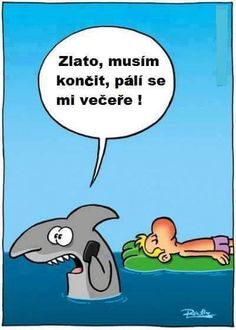 Zlato, musím
končit, pálí se
mi večeře !